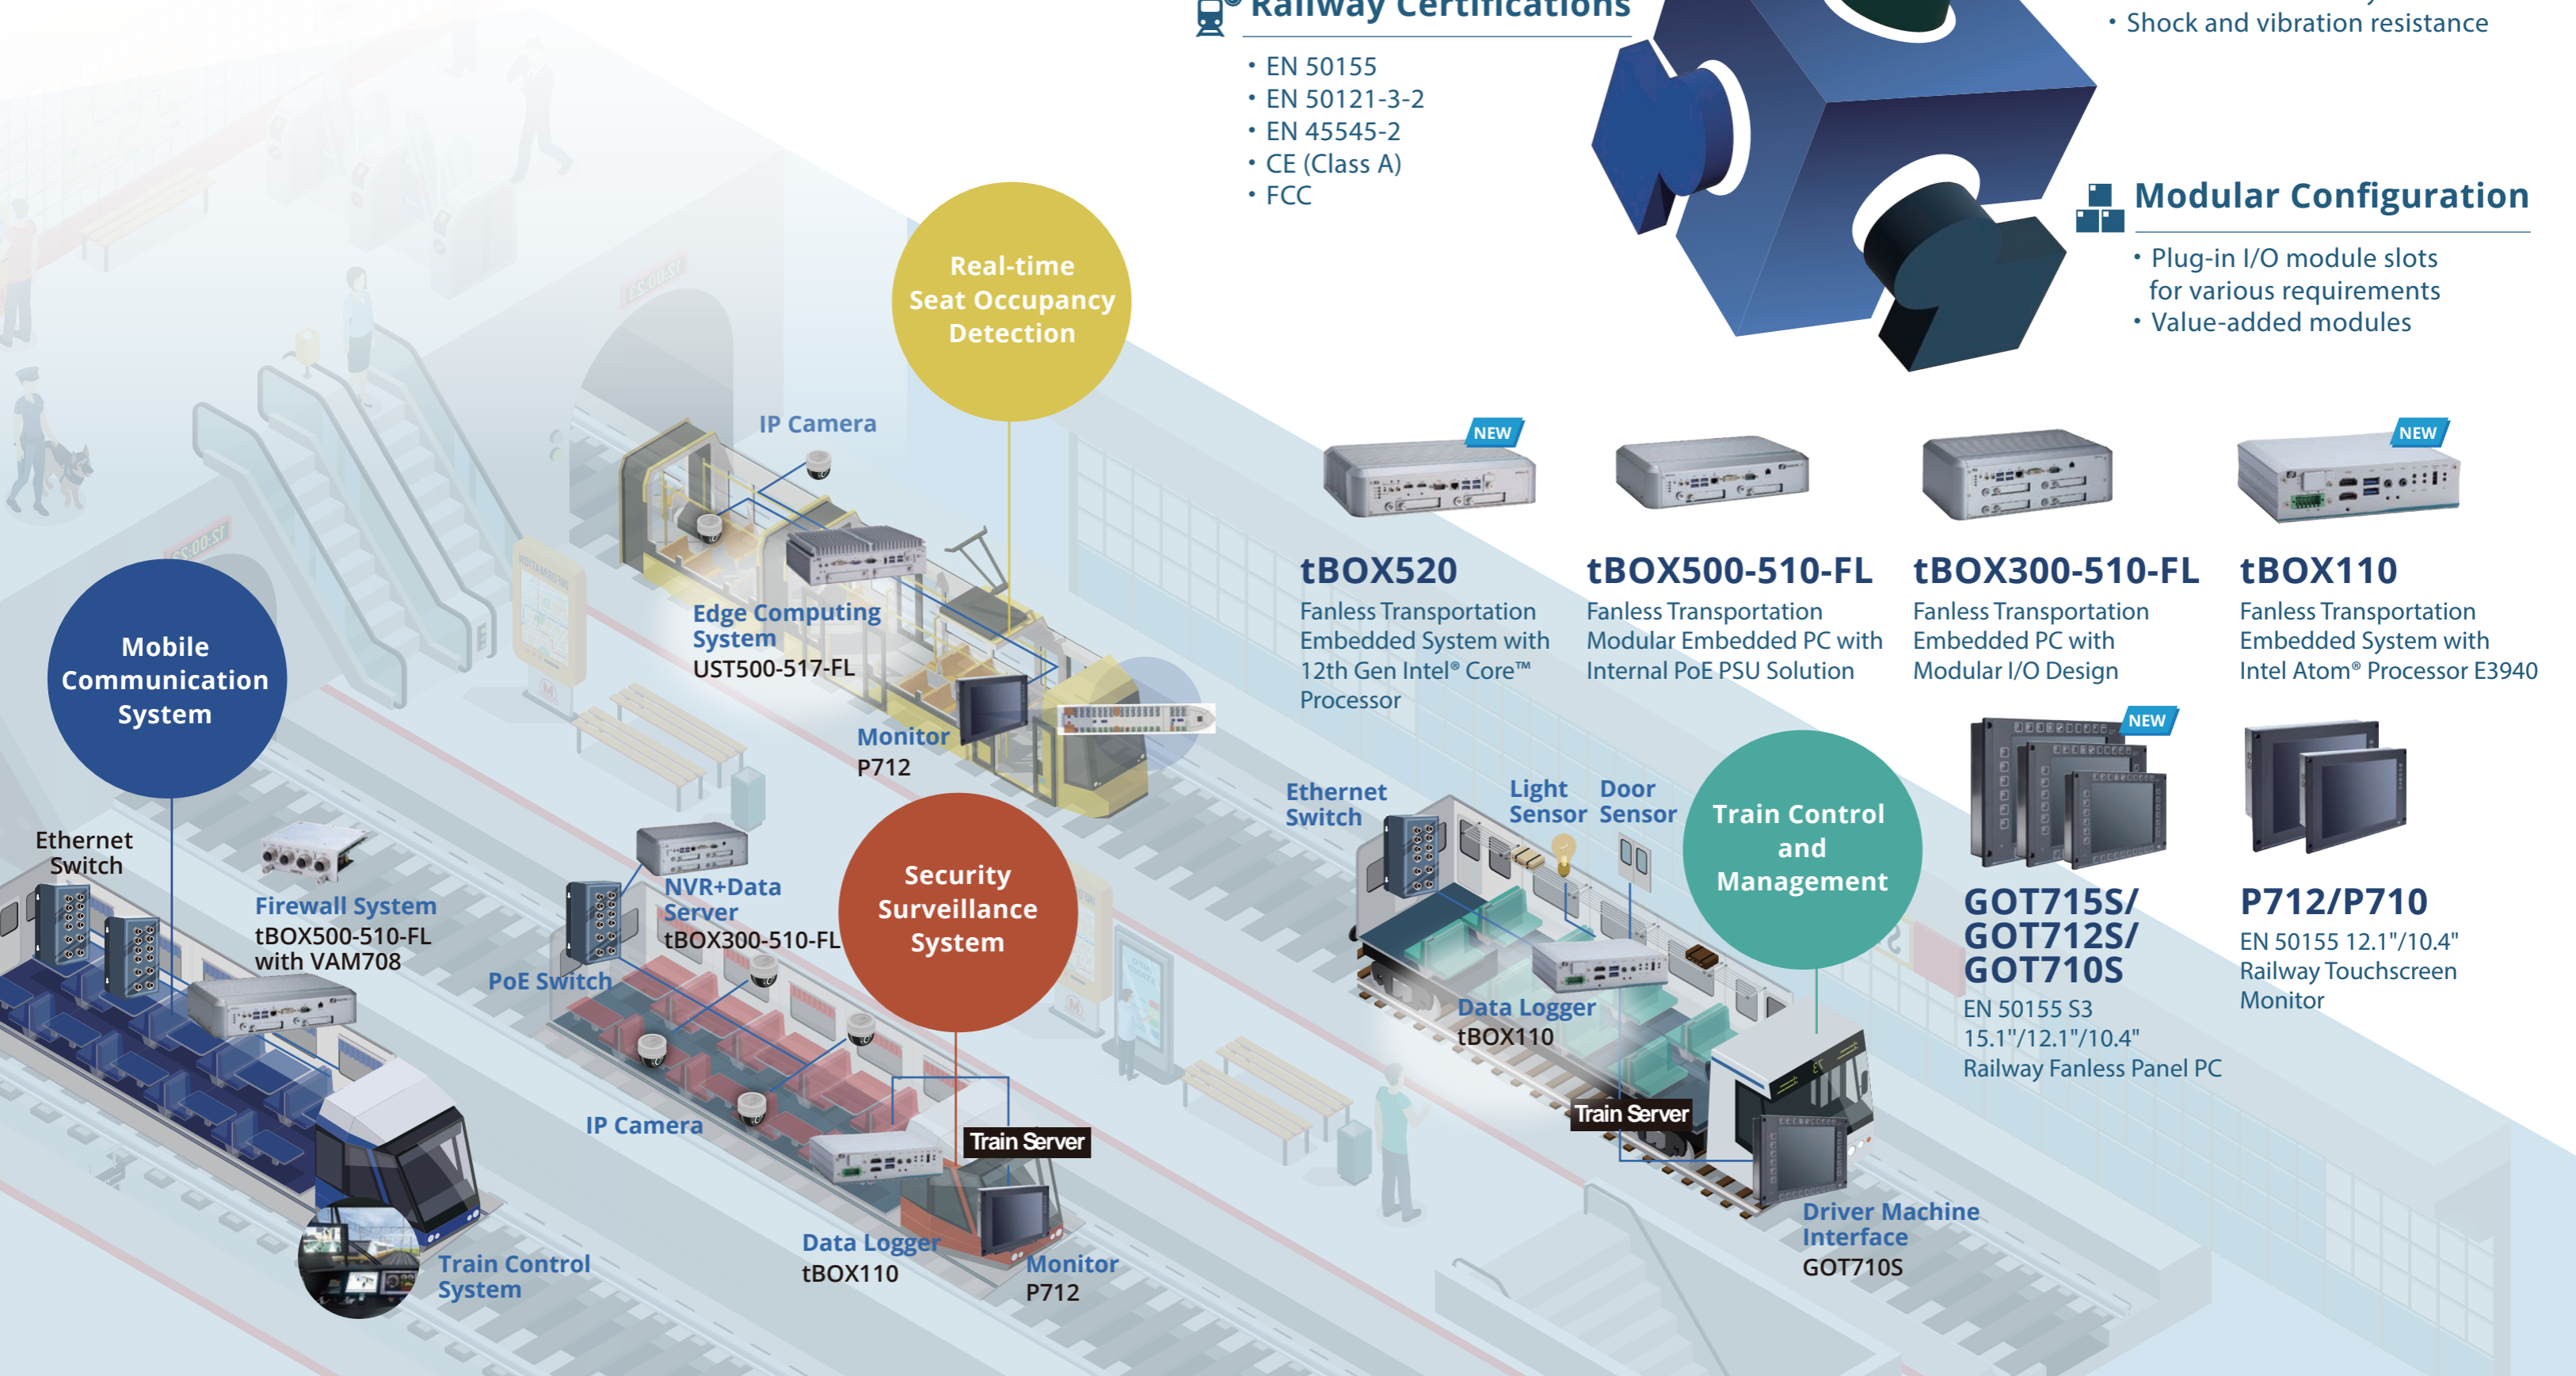 Railway Certifications
• EN 50155
• EN 50121-3-2
• EN 45545-2
• CE (Class A)
• FCC
• Shock and vibration resistance
Modular Configuration
• Plug-in I/O module slots
for various requirements
• Value-added modules
Real-time
Seat Occupancy
Detection
IP Camera
Edge Computing
System
UST500-517-FL
Monitor
P712
Mobile
Communication
System
Ethernet
Switch
Firewall System
tBOX500-510-FL
with VAM708
Train Control
System
Security
Surveillance
System
NVR+Data
Server
tBOX300-510-FL
PoE Switch
IP Camera
Train Server
Data Logger
tBOX110
Monitor
P712
Train Control
and
Management
Ethernet
Switch
Light
Sensor
Door
Sensor
Data Logger
tBOX110
Train Server
Driver Machine
Interface
GOT710S
NEW
tBOX520
Fanless Transportation
Embedded System with
12th Gen Intel® Core™
Processor
tBOX500-510-FL
Fanless Transportation
Modular Embedded PC with
Internal PoE PSU Solution
tBOX300-510-FL
Fanless Transportation
Embedded PC with
Modular I/O Design
NEW
tBOX110
Fanless Transportation
Embedded System with
Intel Atom® Processor E3940
NEW
GOT715S/
GOT712S/
GOT710S
EN 50155 S3
15.1"/12.1"/10.4"
Railway Fanless Panel PC
P712/P710
EN 50155 12.1"/10.4"
Railway Touchscreen
Monitor